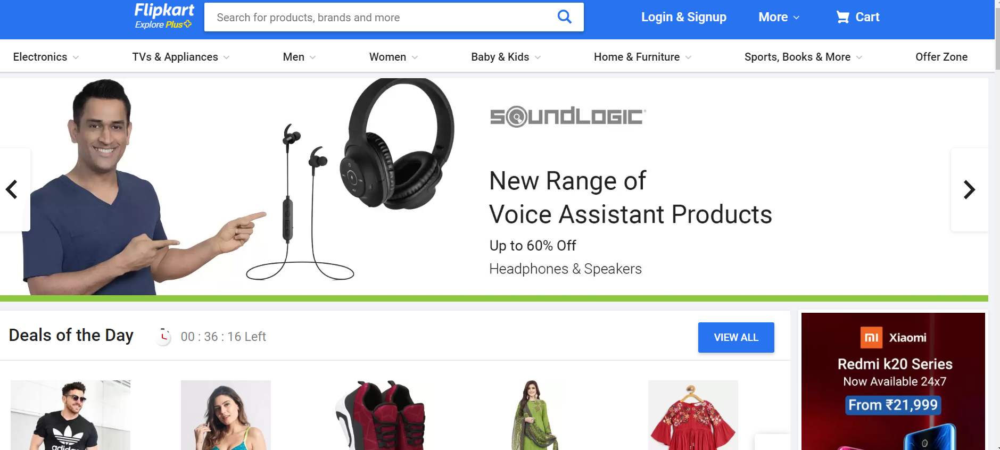 Flipkart
Explore Plus
Search for products, brands and more
Login & Signup
More
Cart
Electronics
TVs & Appliances
Men
Women
Baby & Kids
Home & Furniture
Sports, Books & More
Offer Zone
SOUNDLOGIC
New Range of
Voice Assistant Products
Up to 60% Off
Headphones & Speakers
Deals of the Day
00 : 36 : 16 Left
VIEW ALL
mi Xiaomi
Redmi k20 Series
Now Available 24x7
From ₹21,999
adidas